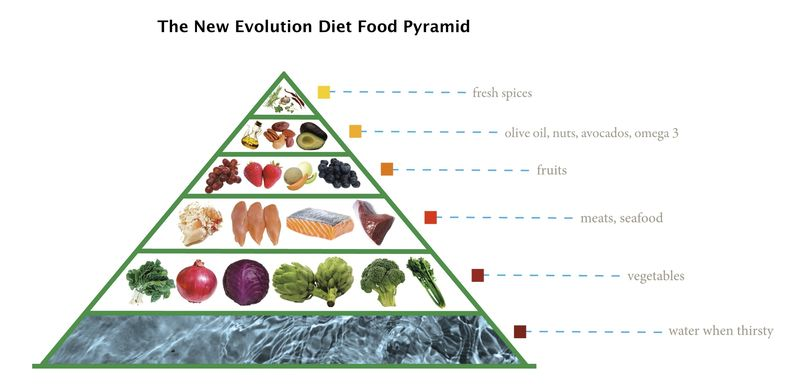 The New Evolution Diet Food Pyramid
fresh spices
olive oil, nuts, avocados, omega 3
fruits
meats, seafood
vegetables
water when thirsty